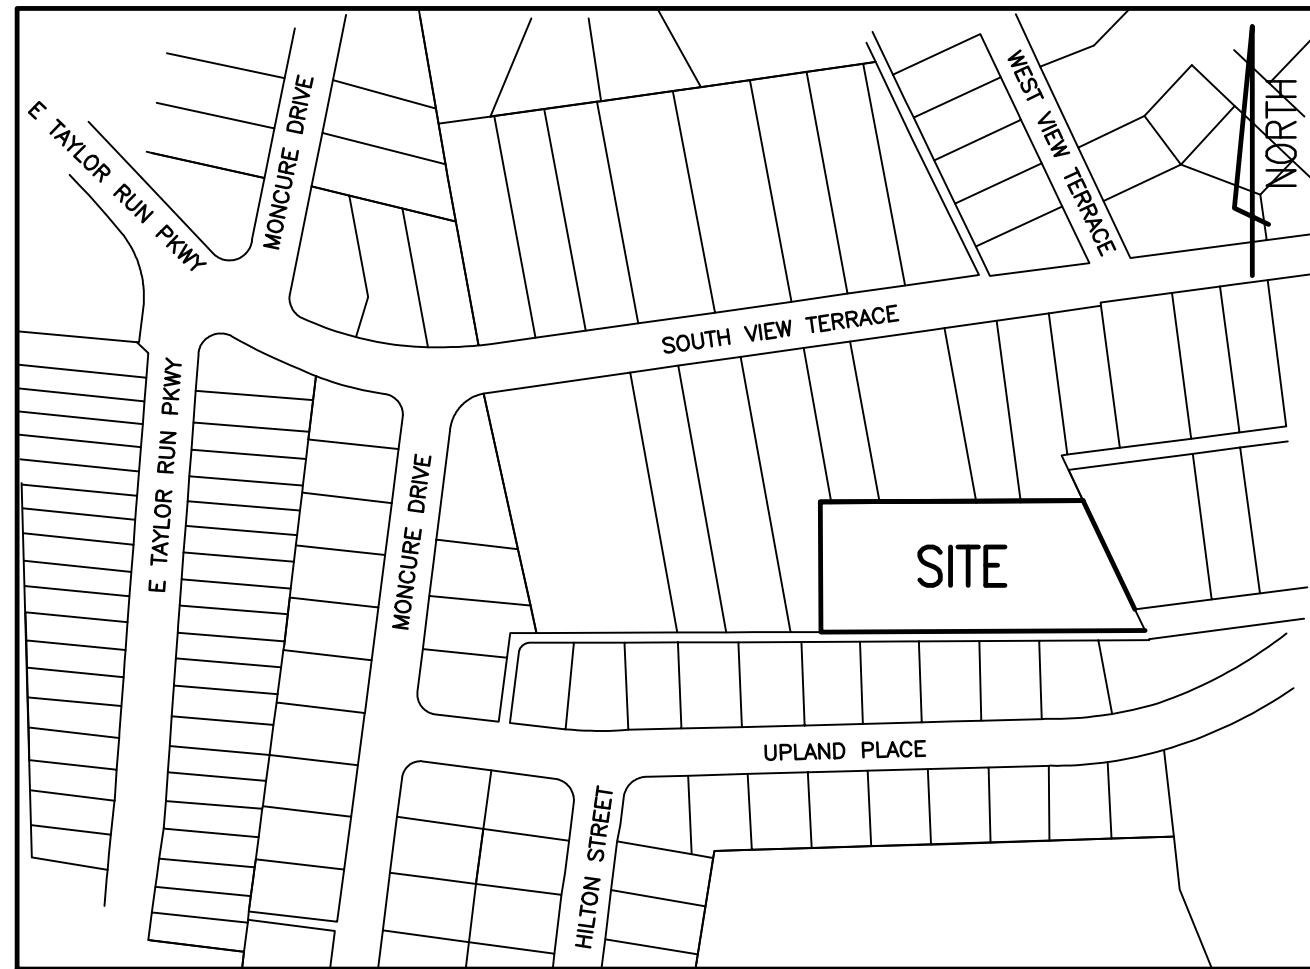 E TAYLOR RUN PKWY
MONCURE DRIVE
WEST VIEW TERRACE
NORTH
SOUTH VIEW TERRACE
E TAYLOR RUN PKWY
MONCURE DRIVE
SITE
UPLAND PLACE
HILTON STREET